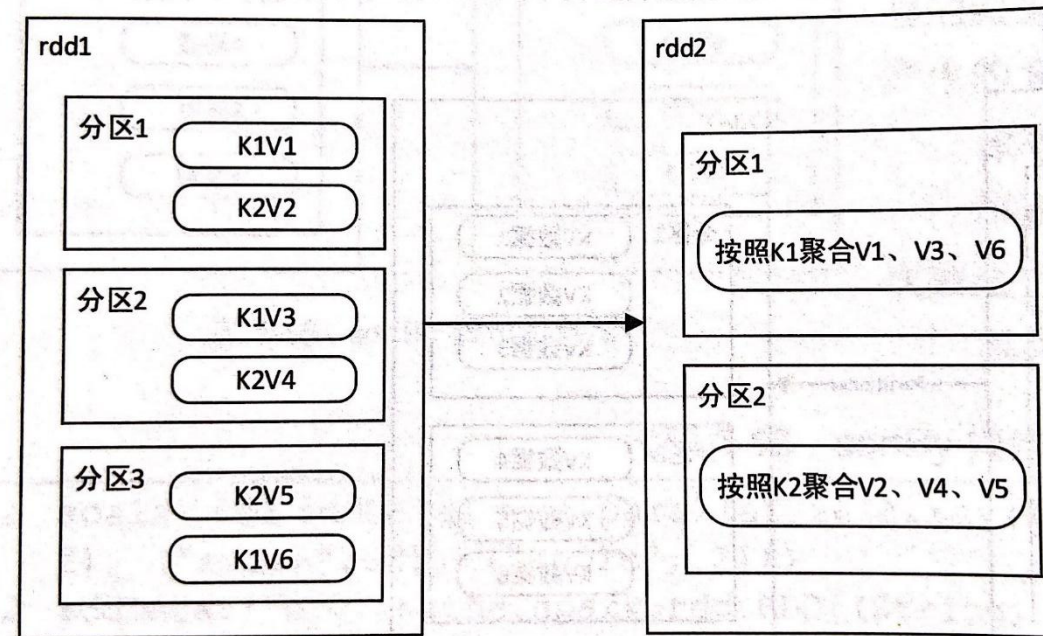 rdd1
分区1
K1V1
K2V2
分区2
K1V3
K2V4
分区3
K2V5
K1V6
rdd2
分区1
按照K1聚合V1、V3、V6
分区2
按照K2聚合V2、V4、V5